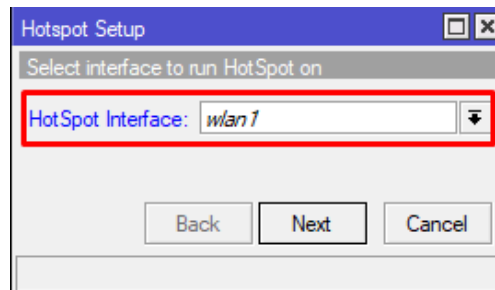 Hotspot Setup
Select interface to run HotSpot on
HotSpot Interface: wlan1
Back Next Cancel